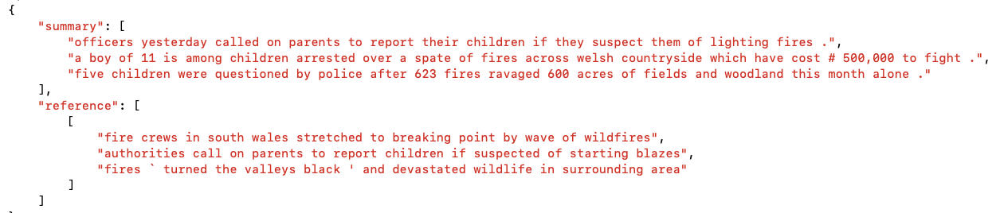 {
"summary": [
"officers yesterday called on parents to report their children if they suspect them of lighting fires .",
"a boy of 11 is among children arrested over a spate of fires across welsh countryside which have cost # 500,000 to fight .",
"five children were questioned by police after 623 fires ravaged 600 acres of fields and woodland this month alone ."
],
"reference": [
[
"fire crews in south wales stretched to breaking point by wave of wildfires",
"authorities call on parents to report children if suspected of starting blazes",
"fires ` turned the valleys black ' and devastated wildlife in surrounding area"
]
]